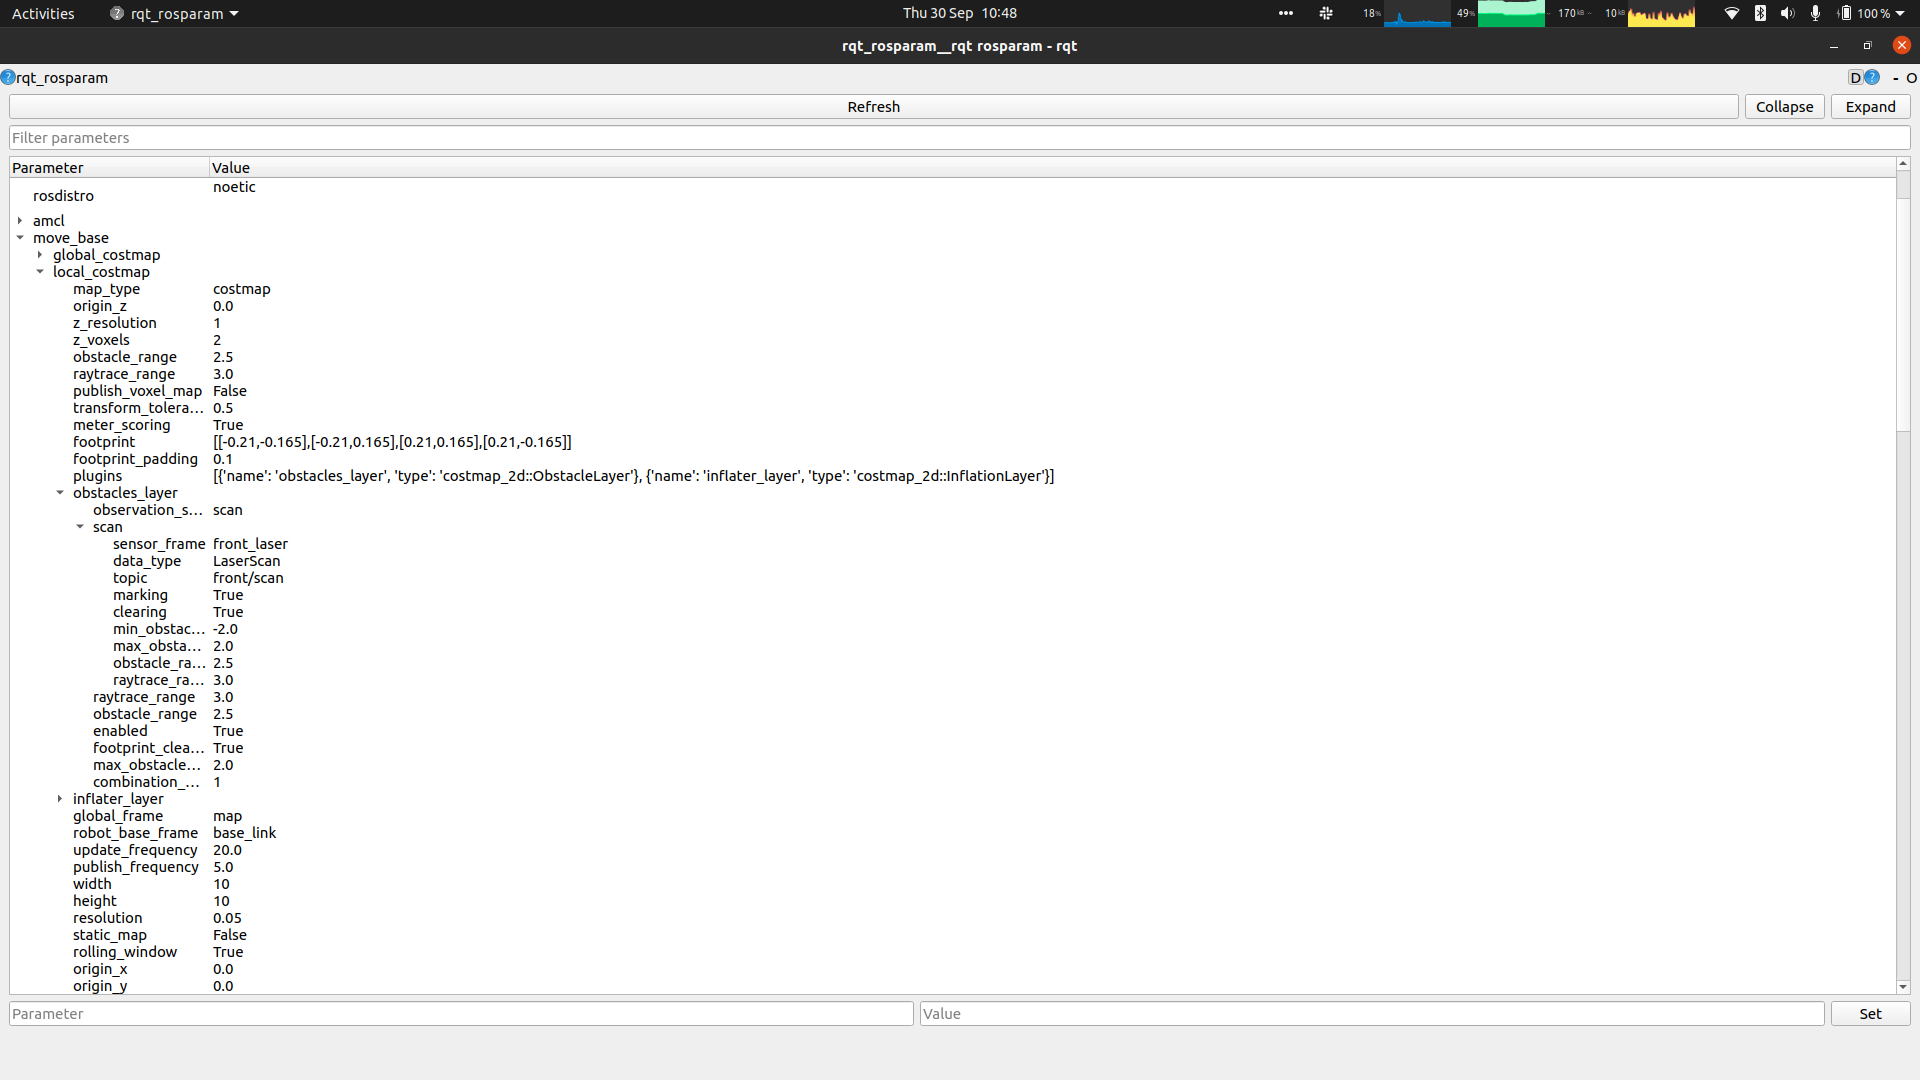 Activities rqt_rosparam Thu 30 Sep 10:48 18% 49% 170 kB 10 kB 100 %
rqt_rosparam__rqt rosparam - rqt
rqt_rosparam D ? - O
Refresh Collapse Expand
Filter parameters
Parameter Value
rosdistro noetic
amcl
move_base
global_costmap
local_costmap
map_type costmap
origin_z 0.0
z_resolution 1
z_voxels 2
obstacle_range 2.5
raytrace_range 3.0
publish_voxel_map False
transform_tolera... 0.5
meter_scoring True
footprint [[-0.21,-0.165],[-0.21,0.165],[0.21,0.165],[0.21,-0.165]]
footprint_padding 0.1
plugins [{'name': 'obstacles_layer', 'type': 'costmap_2d::ObstacleLayer'}, {'name': 'inflater_layer', 'type': 'costmap_2d::InflationLayer'}]
obstacles_layer
observation_s... scan
scan
sensor_frame front_laser
data_type LaserScan
topic front/scan
marking True
clearing True
min_obstac... -2.0
max_obsta... 2.0
obstacle_ra... 2.5
raytrace_ra... 3.0
raytrace_range 3.0
obstacle_range 2.5
enabled True
footprint_clea... True
max_obstacle... 2.0
combination_... 1
inflater_layer
global_frame map
robot_base_frame base_link
update_frequency 20.0
publish_frequency 5.0
width 10
height 10
resolution 0.05
static_map False
rolling_window True
origin_x 0.0
origin_y 0.0
Parameter Value Set